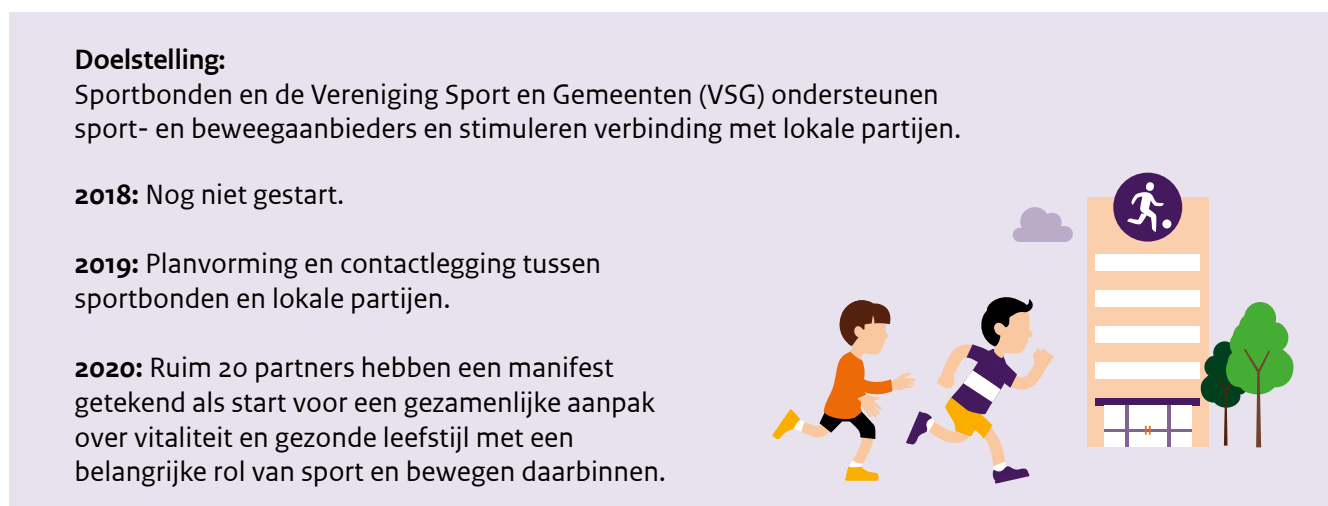 Doelstelling:
Sportbonden en de Vereniging Sport en Gemeenten (VSG) ondersteunen
sport- en beweegaanbieders en stimuleren verbinding met lokale partijen.
2018: Nog niet gestart.
2019: Planvorming en contactlegging tussen
sportbonden en lokale partijen.
2020: Ruim 20 partners hebben een manifest
getekend als start voor een gezamenlijke aanpak
over vitaliteit en gezonde leefstijl met een
belangrijke rol van sport en bewegen daarbinnen.